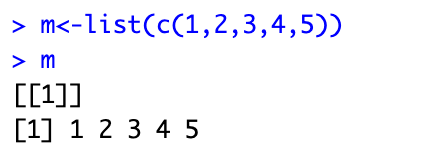 > m<-list(c(1,2,3,4,5))
> m
[[1]]
[1] 1 2 3 4 5